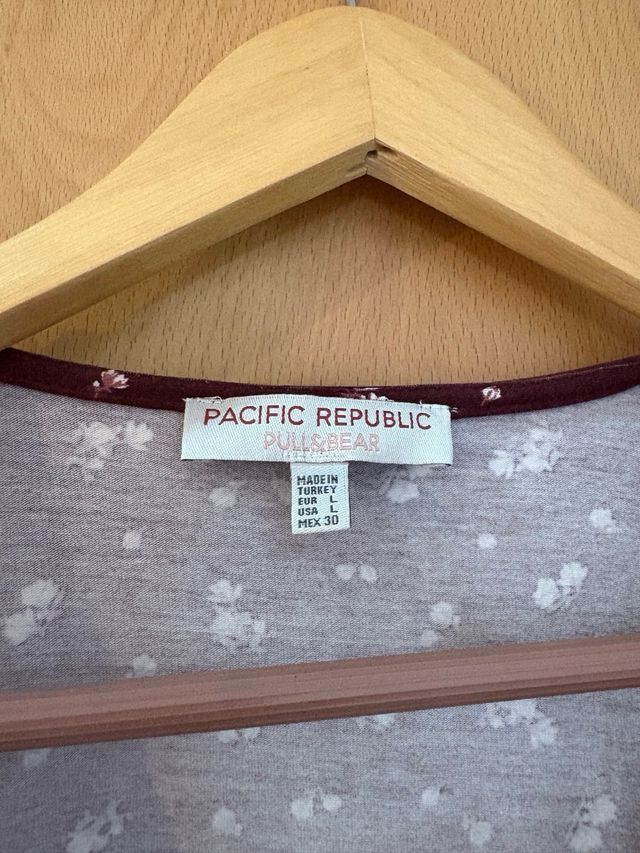 PACIFIC REPUBLIC
PULL&BEAR
MADE IN
TURKEY
EUR L
USA L
MEX 30